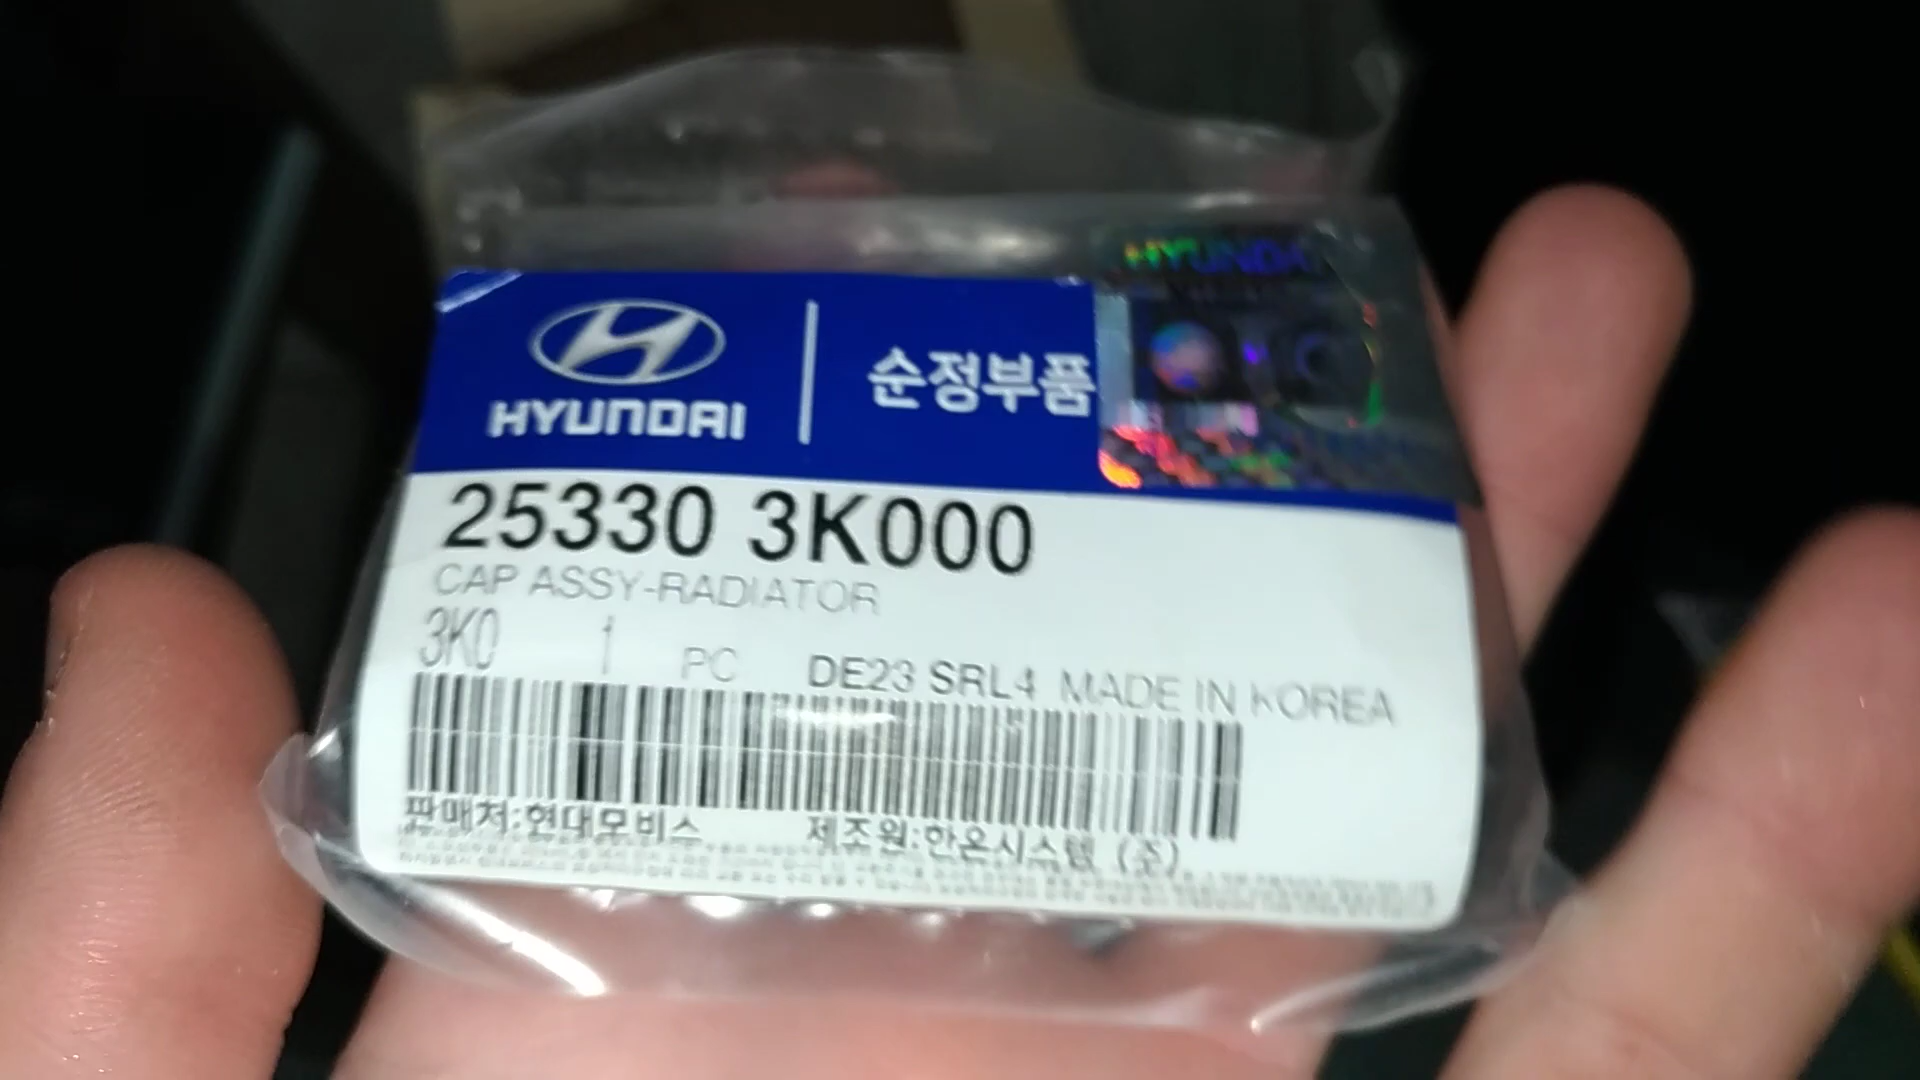 HYUNDAI
HYUNDAI
순정부품
25330 3K000
CAP ASSY-RADIATOR
3K0 1 PC DE23 SRL4 MADE IN KOREA
판매처:현대모비스 제조원:한온시스템 (주)